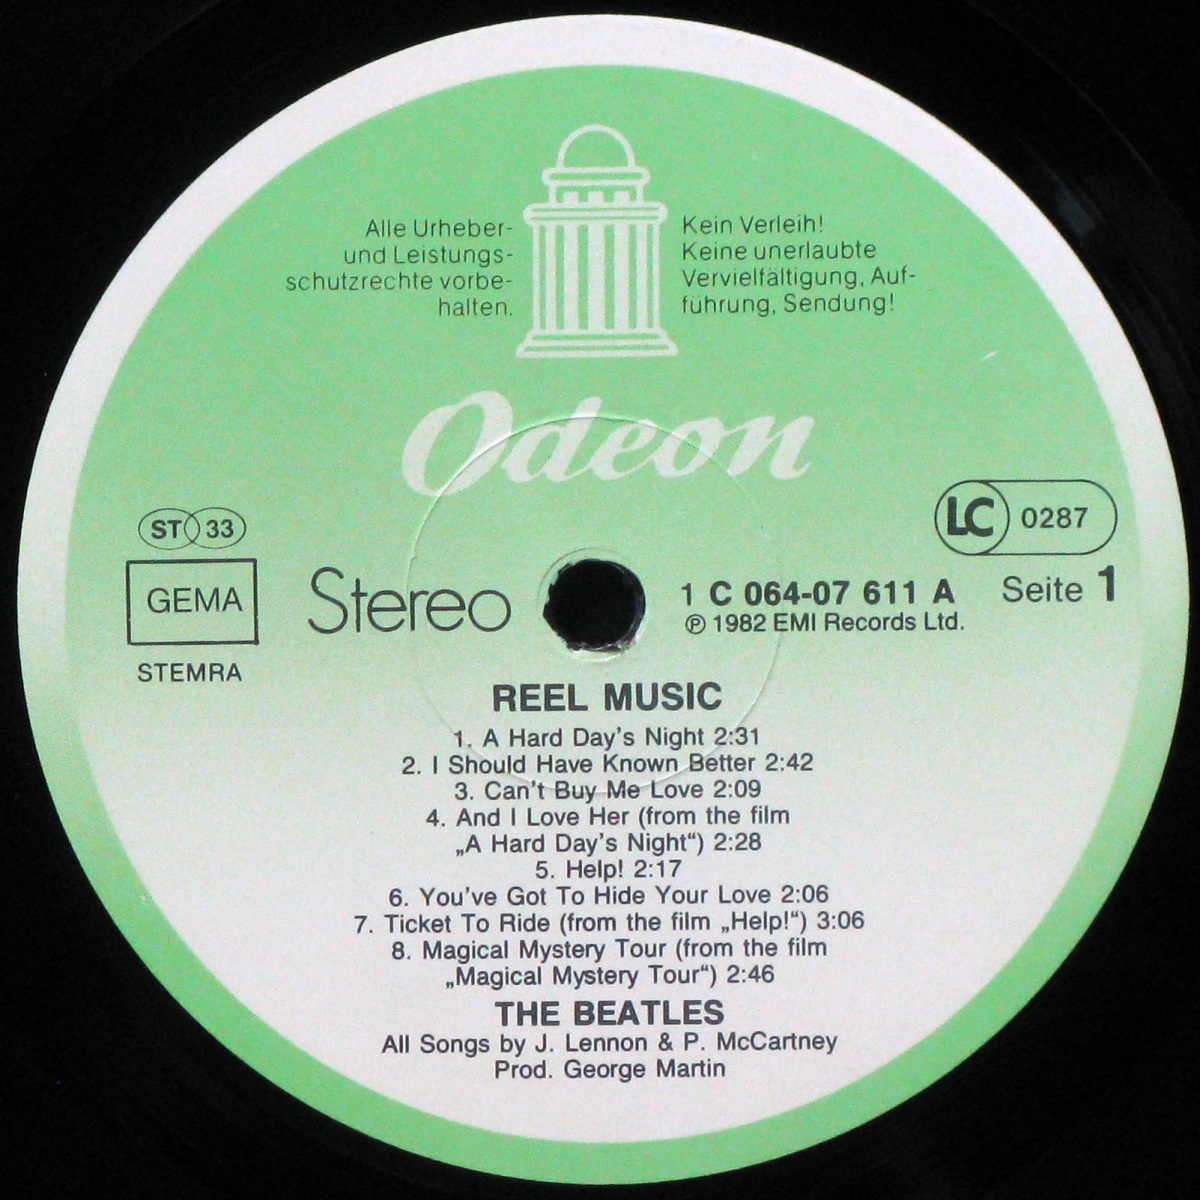 Alle Urheber-
und Leistungs-
schutzrechte vorbe-
halten.
Kein Verleih!
Keine unerlaubte
Vervielfältigung, Auf-
führung, Sendung!
Odeon
ST 33
GEMA
STEMRA
Stereo
LC 0287
1 C 064-07 611 A
Seite 1
℗ 1982 EMI Records Ltd.
REEL MUSIC
1. A Hard Day's Night 2:31
2. I Should Have Known Better 2:42
3. Can't Buy Me Love 2:09
4. And I Love Her (from the film
„A Hard Day's Night“) 2:28
5. Help! 2:17
6. You've Got To Hide Your Love 2:06
7. Ticket To Ride (from the film „Help!“) 3:06
8. Magical Mystery Tour (from the film
„Magical Mystery Tour“) 2:46
THE BEATLES
All Songs by J. Lennon & P. McCartney
Prod. George Martin